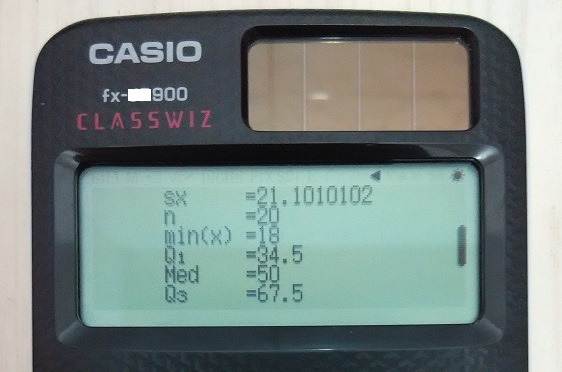 CASIO
fx-
900
CLASSWIZ
sx =21.1010102
n =20
min(x) =18
Q₁ =34.5
Med =50
Q₃ =67.5